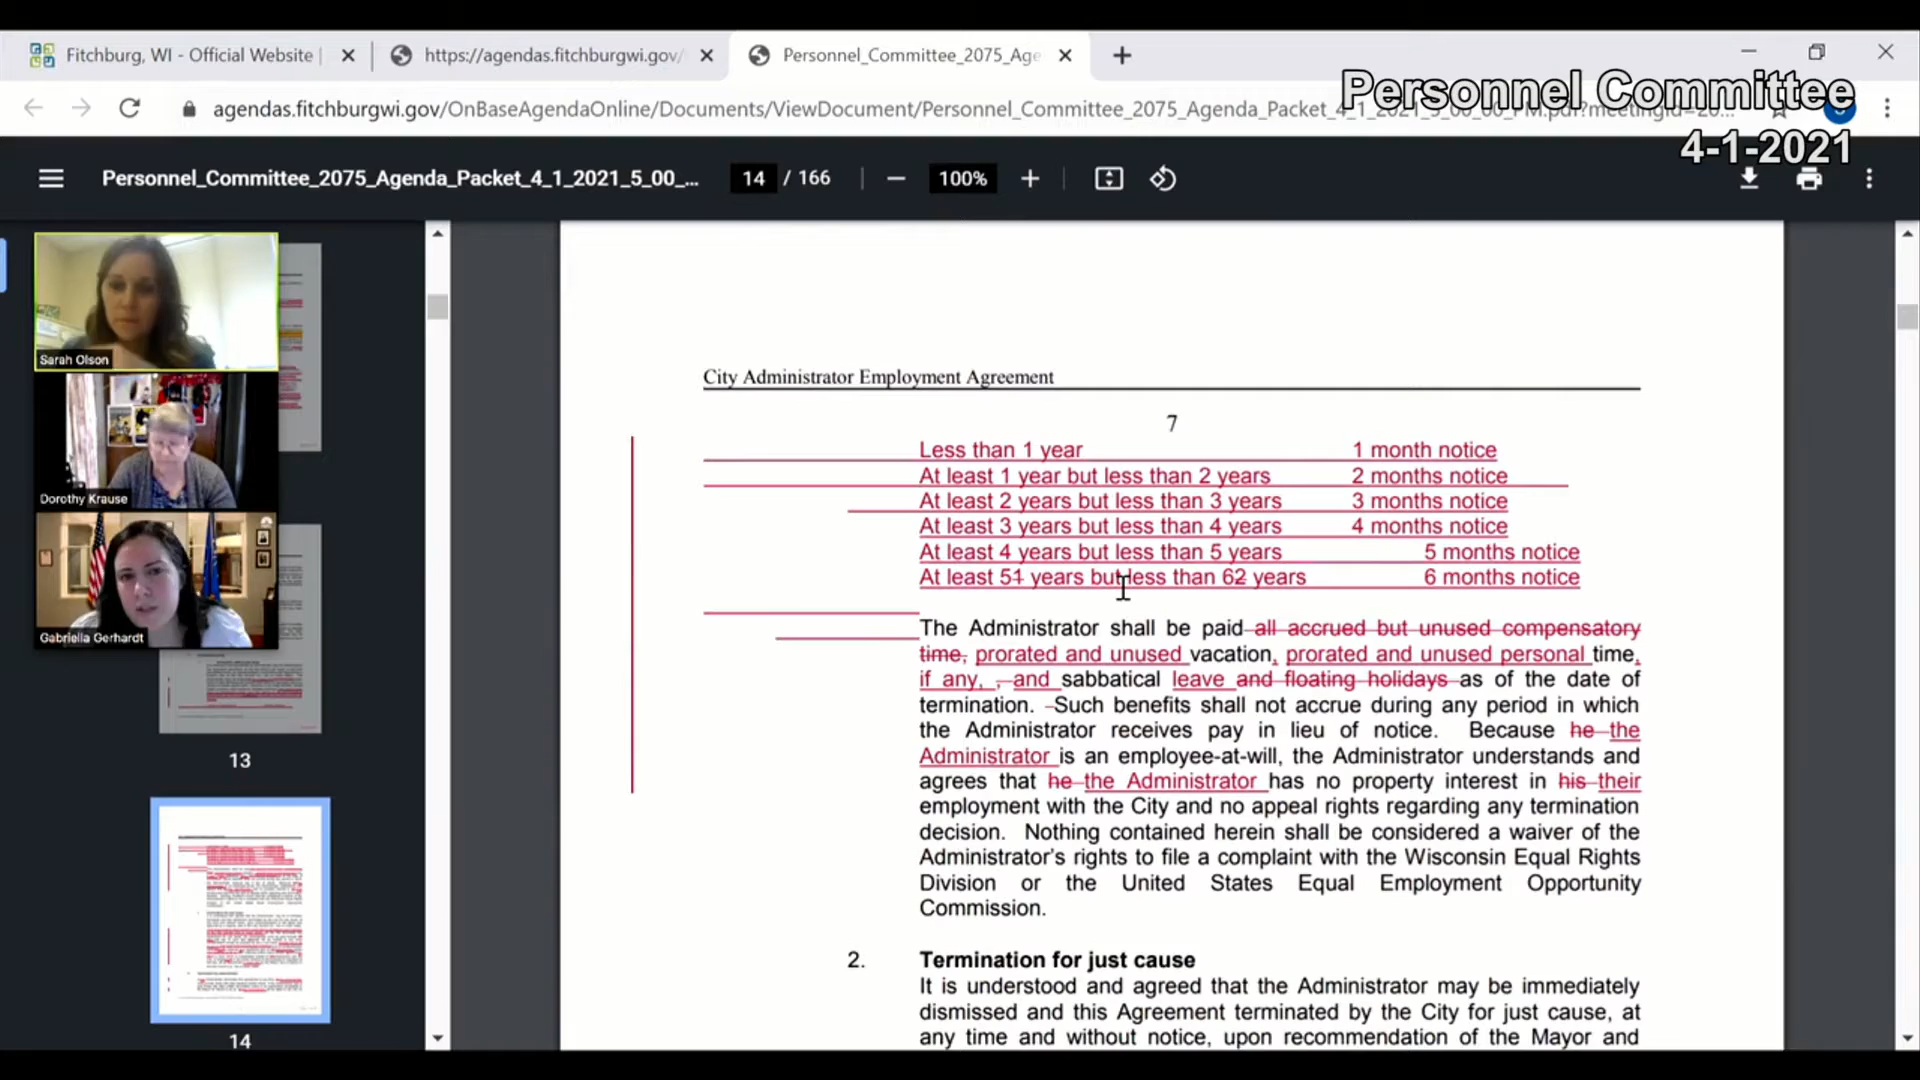 Fitchburg, WI - Official Website |
https://agendas.fitchburgwi.gov/
Personnel_Committee_2075_Age
Personnel Committee
4-1-2021
agendas.fitchburgwi.gov/OnBaseAgendaOnline/Documents/ViewDocument/Personnel_Committee_2075_Agenda_Packet_4_1_2021_5_00_00_PM.pdf?meetingId=20...
Personnel_Committee_2075_Agenda_Packet_4_1_2021_5_00_...
14 / 166
100%
Sarah Olson
Dorothy Krause
Gabriella Gerhardt
13
14
City Administrator Employment Agreement
7
Less than 1 year 1 month notice
At least 1 year but less than 2 years 2 months notice
At least 2 years but less than 3 years 3 months notice
At least 3 years but less than 4 years 4 months notice
At least 4 years but less than 5 years 5 months notice
At least 51 years but less than 62 years 6 months notice
The Administrator shall be paid all accrued but unused compensatory
time, prorated and unused vacation, prorated and unused personal time,
if any, , and sabbatical leave and floating holidays as of the date of
termination. Such benefits shall not accrue during any period in which
the Administrator receives pay in lieu of notice. Because he the
Administrator is an employee-at-will, the Administrator understands and
agrees that he the Administrator has no property interest in his their
employment with the City and no appeal rights regarding any termination
decision. Nothing contained herein shall be considered a waiver of the
Administrator's rights to file a complaint with the Wisconsin Equal Rights
Division or the United States Equal Employment Opportunity
Commission.
2. Termination for just cause
It is understood and agreed that the Administrator may be immediately
dismissed and this Agreement terminated by the City for just cause, at
any time and without notice, upon recommendation of the Mayor and